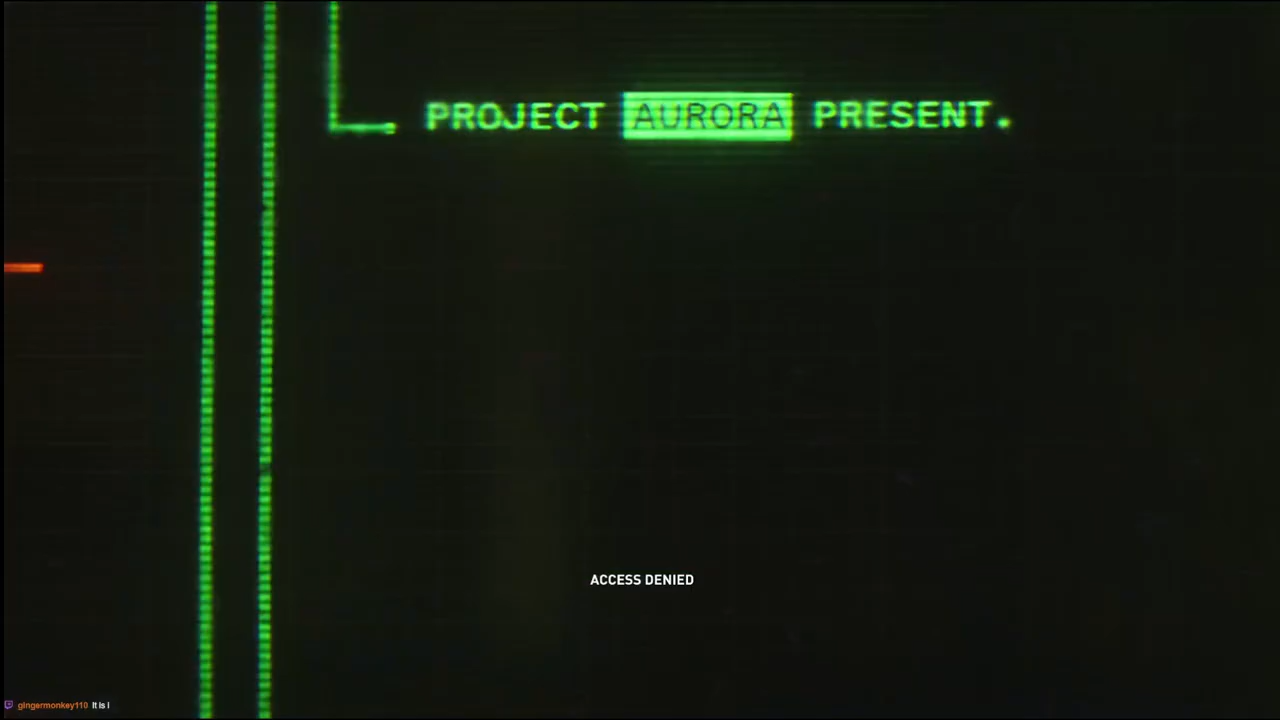 PROJECT AURORA PRESENT.
ACCESS DENIED
gingermonkey110 It is I